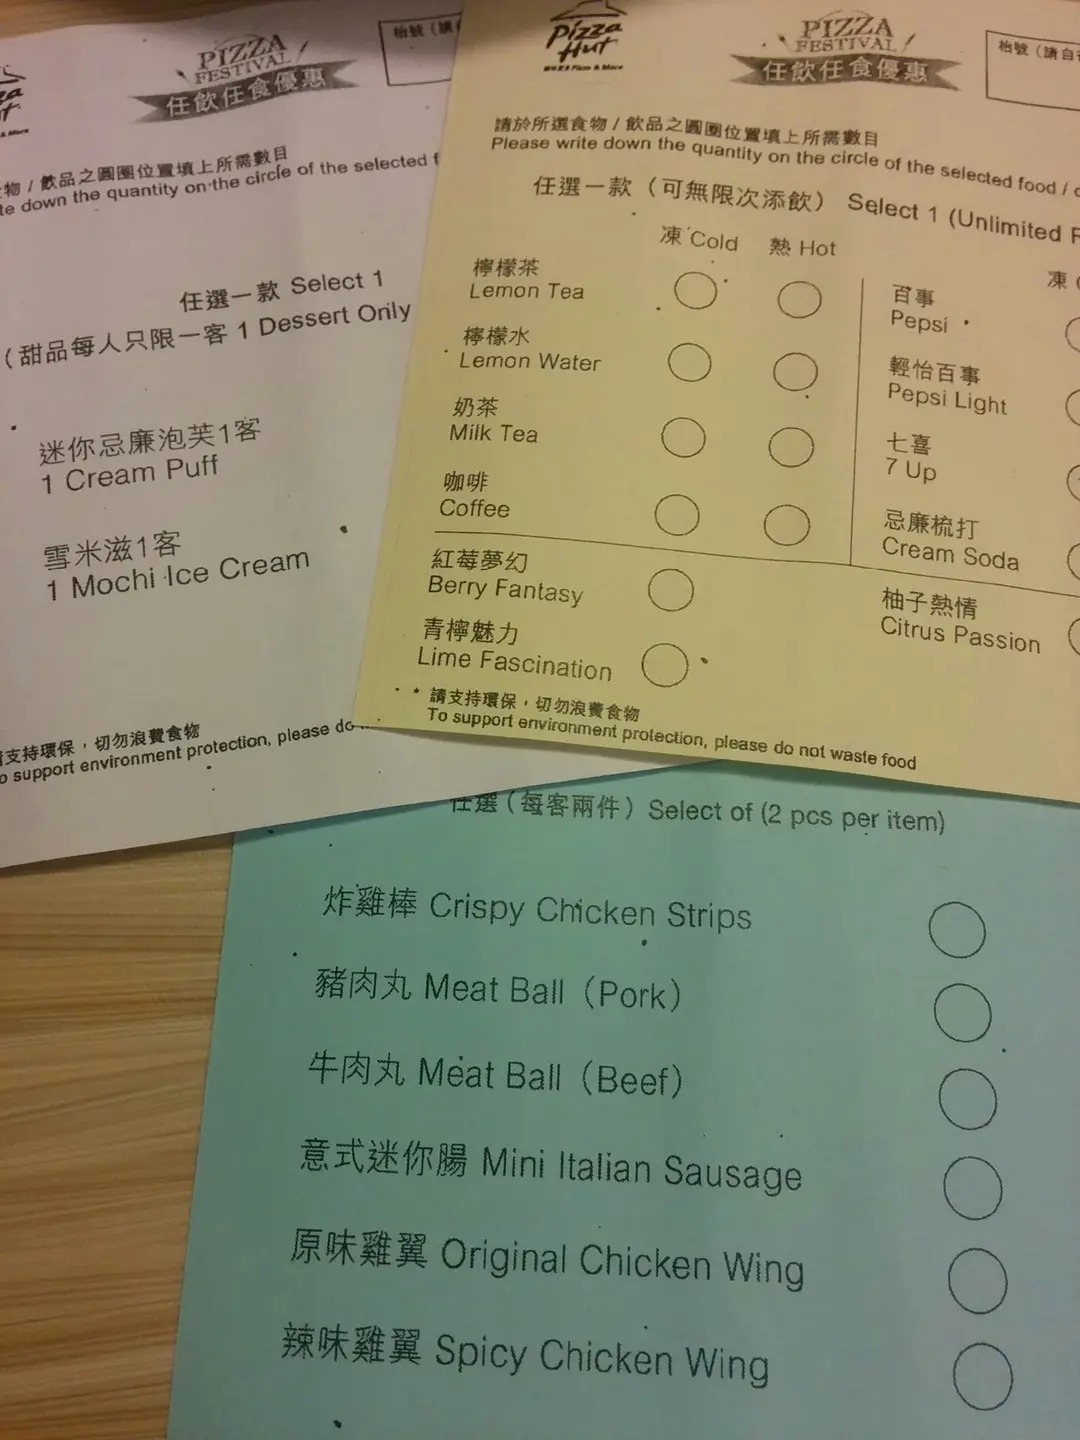 PIZZA
FESTIVAL
任飲任食優惠
枱號（請
物 / 飲品之圓圈位置填上所需數目
te down the quantity on the circle of the selected f
任選一款 Select 1
（甜品每人只限一客 1 Dessert Only
迷你忌廉泡芙1客
1 Cream Puff
雪米滋1客
1 Mochi Ice Cream
支持環保，切勿浪費食物
o support environment protection, please do
Pizza
Hut
PIZZA
FESTIVAL
任飲任食優惠
枱號（請自
請於所選食物 / 飲品之圓圈位置填上所需數目
Please write down the quantity on the circle of the selected food /
任選一款（可無限次添飲） Select 1 (Unlimited
凍 Cold 熱 Hot
凍
檸檬茶
Lemon Tea
檸檬水
Lemon Water
奶茶
Milk Tea
咖啡
Coffee
百事
Pepsi
輕怡百事
Pepsi Light
七喜
7 Up
忌廉梳打
Cream Soda
紅莓夢幻
Berry Fantasy
青檸魅力
Lime Fascination
柚子熱情
Citrus Passion
* 請支持環保，切勿浪費食物
To support environment protection, please do not waste food
任選（每客兩件）Select of (2 pcs per item)
炸雞棒 Crispy Chicken Strips
豬肉丸 Meat Ball（Pork）
牛肉丸 Meat Ball（Beef）
意式迷你腸 Mini Italian Sausage
原味雞翼 Original Chicken Wing
辣味雞翼 Spicy Chicken Wing